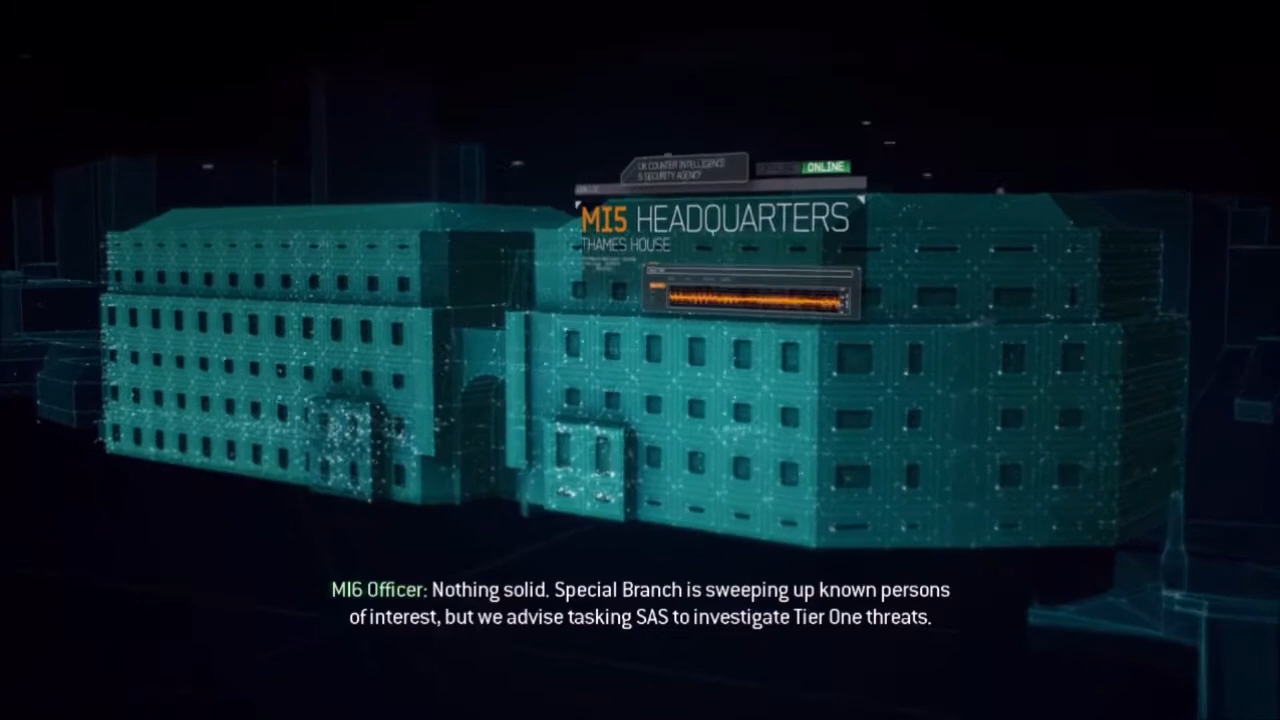 UK COUNTER INTELLIGENCE
& SECURITY AGENCY
ONLINE
MI5 HEADQUARTERS
THAMES HOUSE
MI6 Officer: Nothing solid. Special Branch is sweeping up known persons
of interest, but we advise tasking SAS to investigate Tier One threats.